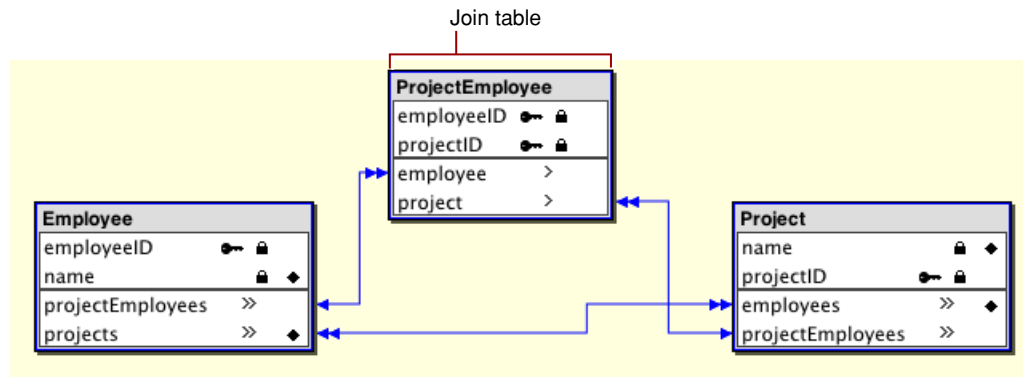 Join table
ProjectEmployee
employeeID
projectID
employee >
project >
Employee
employeeID
name
projectEmployees >>
projects >>
Project
name
projectID
employees >>
projectEmployees >>